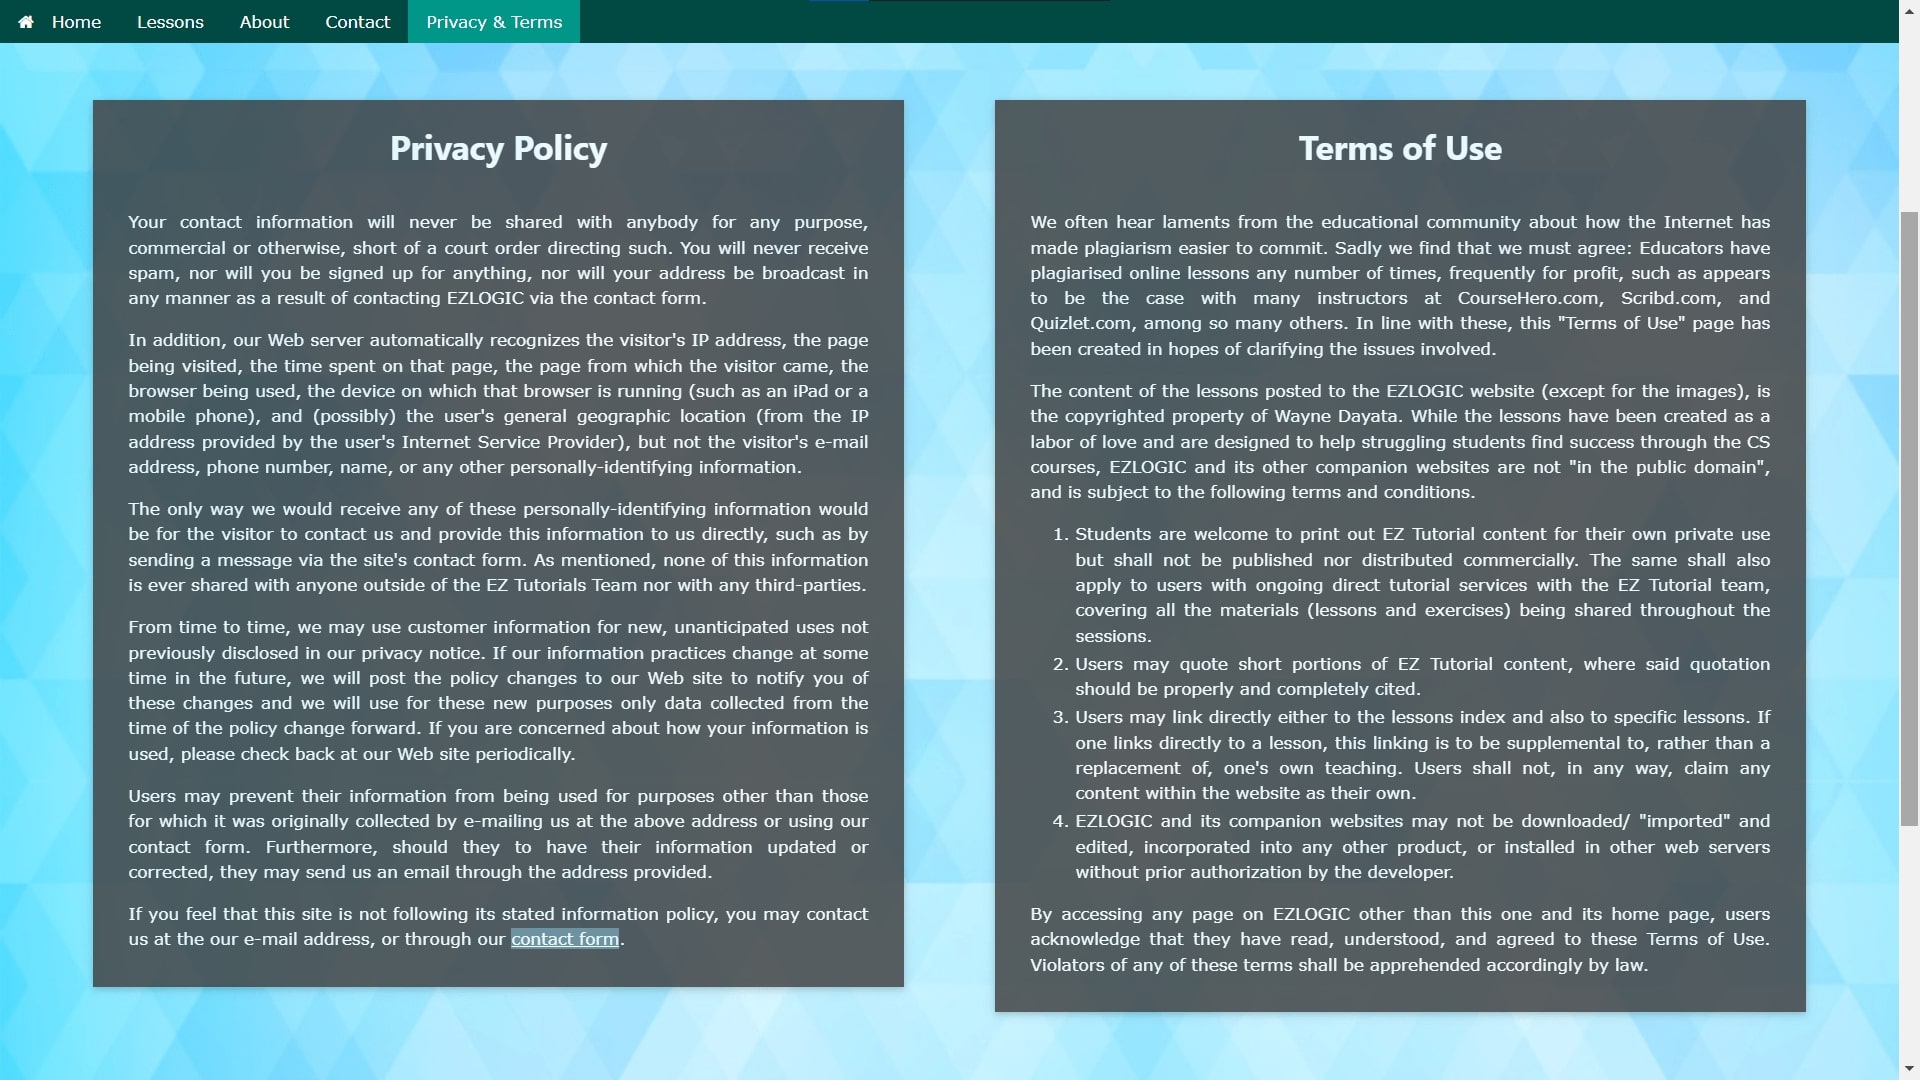 Home Lessons About Contact Privacy & Terms
Privacy Policy
Your contact information will never be shared with anybody for any purpose,
commercial or otherwise, short of a court order directing such. You will never receive
spam, nor will you be signed up for anything, nor will your address be broadcast in
any manner as a result of contacting EZLOGIC via the contact form.
In addition, our Web server automatically recognizes the visitor's IP address, the page
being visited, the time spent on that page, the page from which the visitor came, the
browser being used, the device on which that browser is running (such as an iPad or a
mobile phone), and (possibly) the user's general geographic location (from the IP
address provided by the user's Internet Service Provider), but not the visitor's e-mail
address, phone number, name, or any other personally-identifying information.
The only way we would receive any of these personally-identifying information would
be for the visitor to contact us and provide this information to us directly, such as by
sending a message via the site's contact form. As mentioned, none of this information
is ever shared with anyone outside of the EZ Tutorials Team nor with any third-parties.
From time to time, we may use customer information for new, unanticipated uses not
previously disclosed in our privacy notice. If our information practices change at some
time in the future, we will post the policy changes to our Web site to notify you of
these changes and we will use for these new purposes only data collected from the
time of the policy change forward. If you are concerned about how your information is
used, please check back at our Web site periodically.
Users may prevent their information from being used for purposes other than those
for which it was originally collected by e-mailing us at the above address or using our
contact form. Furthermore, should they to have their information updated or
corrected, they may send us an email through the address provided.
If you feel that this site is not following its stated information policy, you may contact
us at the our e-mail address, or through our contact form.
Terms of Use
We often hear laments from the educational community about how the Internet has
made plagiarism easier to commit. Sadly we find that we must agree: Educators have
plagiarised online lessons any number of times, frequently for profit, such as appears
to be the case with many instructors at CourseHero.com, Scribd.com, and
Quizlet.com, among so many others. In line with these, this "Terms of Use" page has
been created in hopes of clarifying the issues involved.
The content of the lessons posted to the EZLOGIC website (except for the images), is
the copyrighted property of Wayne Dayata. While the lessons have been created as a
labor of love and are designed to help struggling students find success through the CS
courses, EZLOGIC and its other companion websites are not "in the public domain",
and is subject to the following terms and conditions.
1. Students are welcome to print out EZ Tutorial content for their own private use
but shall not be published nor distributed commercially. The same shall also
apply to users with ongoing direct tutorial services with the EZ Tutorial team,
covering all the materials (lessons and exercises) being shared throughout the
sessions.
2. Users may quote short portions of EZ Tutorial content, where said quotation
should be properly and completely cited.
3. Users may link directly either to the lessons index and also to specific lessons. If
one links directly to a lesson, this linking is to be supplemental to, rather than a
replacement of, one's own teaching. Users shall not, in any way, claim any
content within the website as their own.
4. EZLOGIC and its companion websites may not be downloaded/ "imported" and
edited, incorporated into any other product, or installed in other web servers
without prior authorization by the developer.
By accessing any page on EZLOGIC other than this one and its home page, users
acknowledge that they have read, understood, and agreed to these Terms of Use.
Violators of any of these terms shall be apprehended accordingly by law.